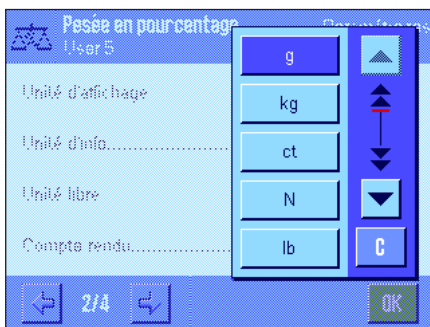 Pesée en pourcentage
User 5
Unité d'affichage
Unité d'info.....................
Unité libre
Compte rendu................
g
kg
ct
N
lb
C
2/4
OK